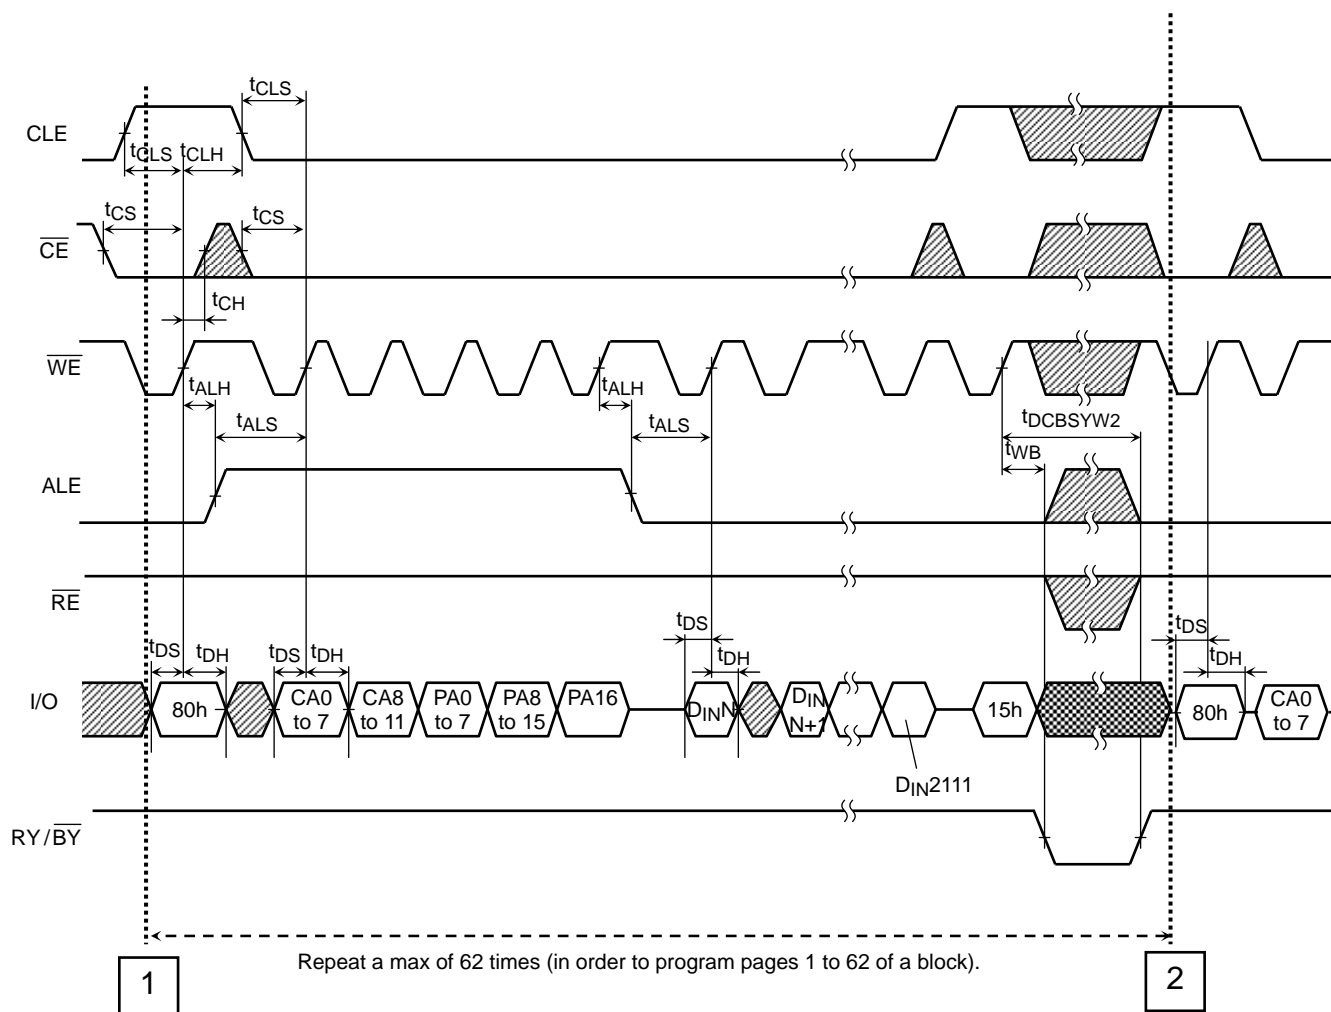 tCLS
CLE
tCLS tCLH
tCS tCS
CE
tCH
WE
tALH tALH
tALS tALS tDCBSYW2
tWB
ALE
RE
tDS tDH tDS tDH tDS tDH tDS tDH
I/O
80h
CA0 to 7
CA8 to 11
PA0 to 7
PA8 to 15
PA16
DINN
DIN N+1
15h
80h
CA0 to 7
DIN2111
RY/BY
Repeat a max of 62 times (in order to program pages 1 to 62 of a block).
1 2